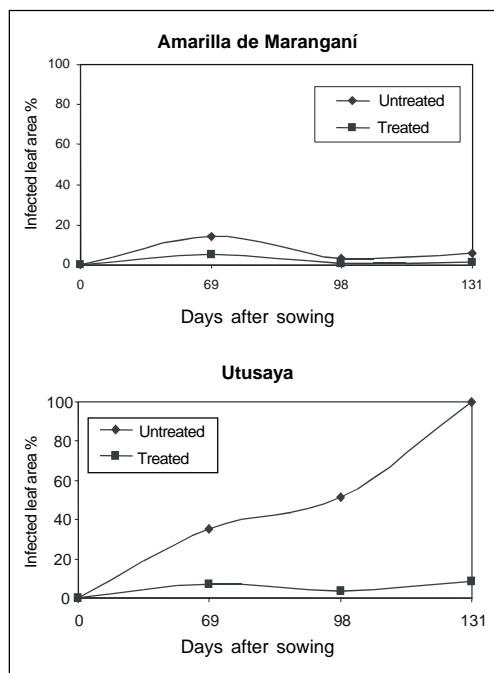 Amarilla de Maranganí
Infected leaf area %
100
80
60
40
20
0
Untreated
Treated
0 69 98 131
Days after sowing
Utusaya
Infected leaf area %
100
80
60
40
20
0
Untreated
Treated
0 69 98 131
Days after sowing